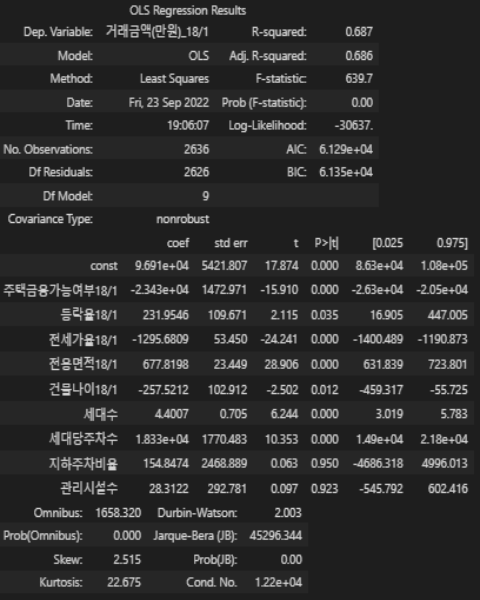 OLS Regression Results
Dep. Variable: 거래금액(만원)_18/1 R-squared: 0.687
Model: OLS Adj. R-squared: 0.686
Method: Least Squares F-statistic: 639.7
Date: Fri, 23 Sep 2022 Prob (F-statistic): 0.00
Time: 19:06:07 Log-Likelihood: -30637.
No. Observations: 2636 AIC: 6.129e+04
Df Residuals: 2626 BIC: 6.135e+04
Df Model: 9
Covariance Type: nonrobust
coef std err t P>|t| [0.025 0.975]
const 9.691e+04 5421.807 17.874 0.000 8.63e+04 1.08e+05
주택금융가능여부18/1 -2.343e+04 1472.971 -15.910 0.000 -2.63e+04 -2.05e+04
등락율18/1 231.9546 109.671 2.115 0.035 16.905 447.005
전세가율18/1 -1295.6809 53.450 -24.241 0.000 -1400.489 -1190.873
전용면적18/1 677.8198 23.449 28.906 0.000 631.839 723.801
건물나이18/1 -257.5212 102.912 -2.502 0.012 -459.317 -55.725
세대수 4.4007 0.705 6.244 0.000 3.019 5.783
세대당주차수 1.833e+04 1770.483 10.353 0.000 1.49e+04 2.18e+04
지하주차비율 154.8474 2468.889 0.063 0.950 -4686.318 4996.013
관리시설수 28.3122 292.781 0.097 0.923 -545.792 602.416
Omnibus: 1658.320 Durbin-Watson: 2.003
Prob(Omnibus): 0.000 Jarque-Bera (JB): 45296.344
Skew: 2.515 Prob(JB): 0.00
Kurtosis: 22.675 Cond. No. 1.22e+04